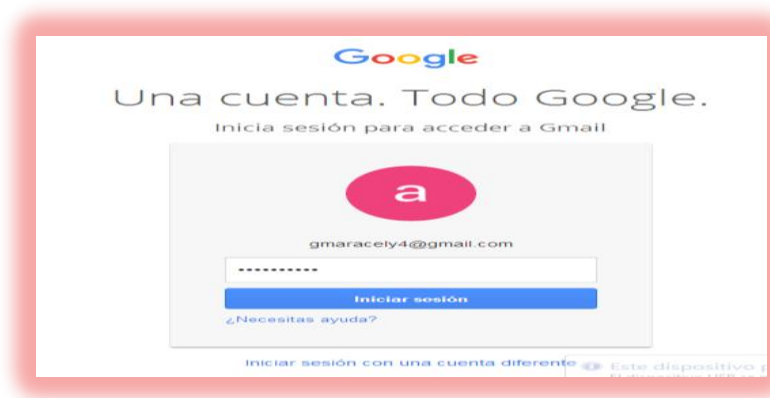 Google
Una cuenta. Todo Google.
Inicia sesión para acceder a Gmail
a
gmaracely4@gmail.com
••••••••••
Iniciar sesión
¿Necesitas ayuda?
Iniciar sesión con una cuenta diferente
Este dispositivo p